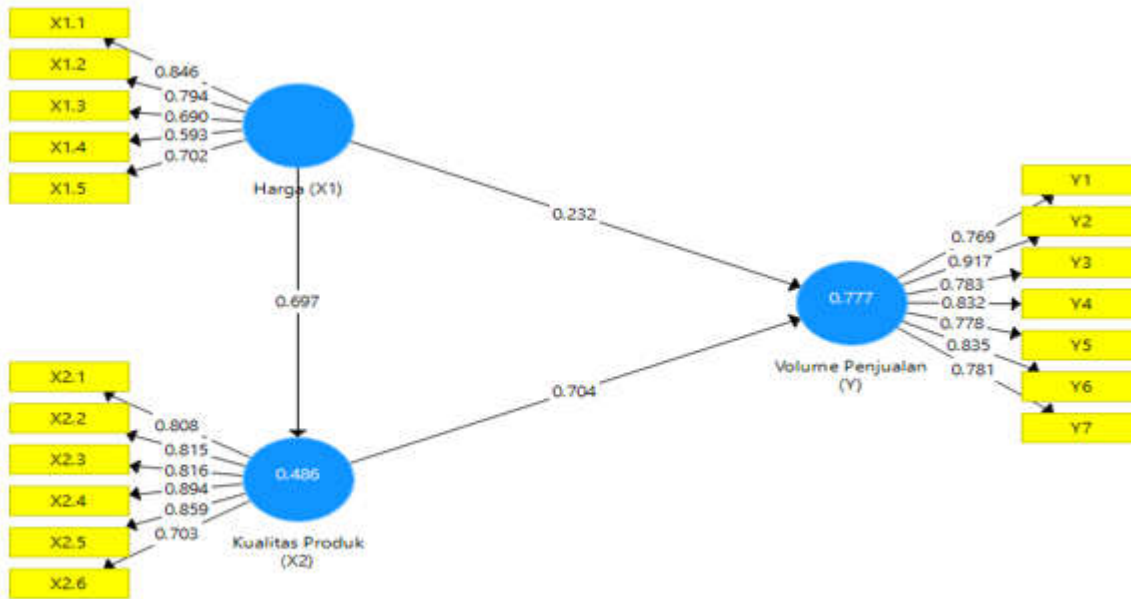 X1.1
X1.2
X1.3
X1.4
X1.5
0.846
0.794
0.690
0.593
0.702
Harga (X1)
0.232
0.697
0.704
X2.1
X2.2
X2.3
X2.4
X2.5
X2.6
0.808
0.815
0.816
0.894
0.859
0.703
0.486
Kualitas Produk
(X2)
0.777
Volume Penjualan
(Y)
0.769
0.917
0.783
0.832
0.778
0.835
0.781
Y1
Y2
Y3
Y4
Y5
Y6
Y7